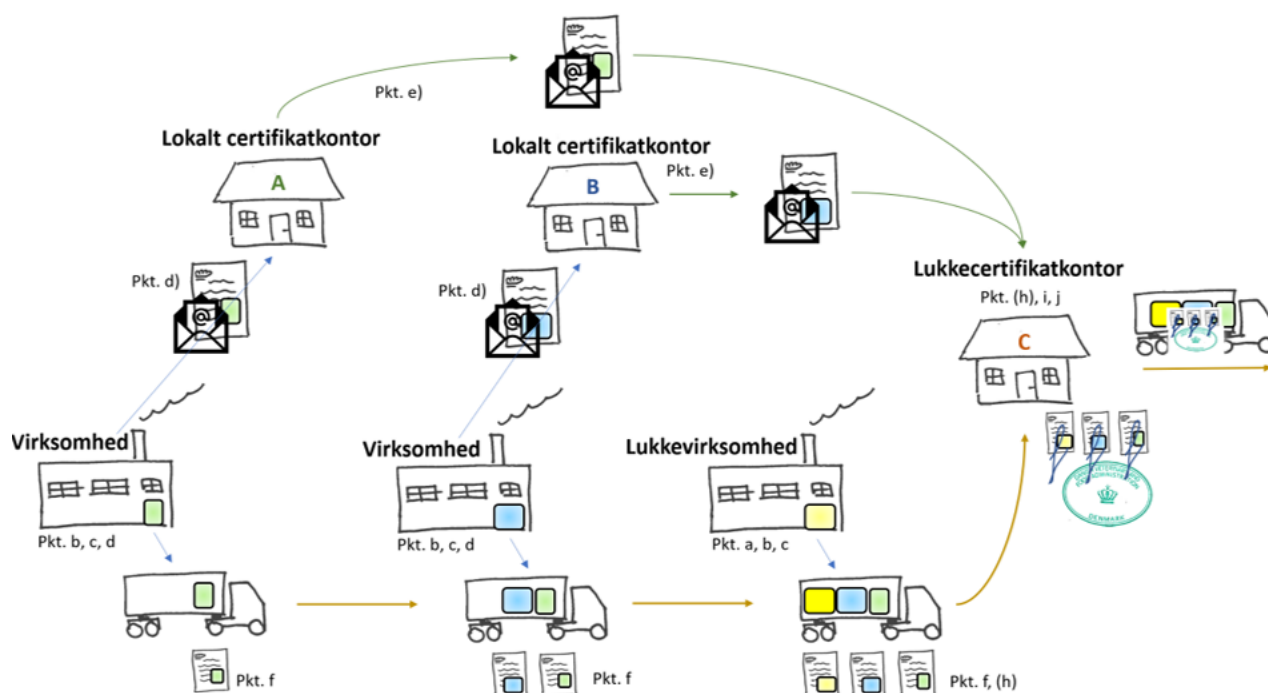 Pkt. e)
Lokalt certifikatkontor
A
Lokalt certifikatkontor
Pkt. e)
B
@
@
Pkt. d)
@
Pkt. d)
@
Lukkecertifikatkontor
Pkt. (h), i, j
C
Virksomhed
Virksomhed
Lukkevirksomhed
Pkt. b, c, d
Pkt. b, c, d
Pkt. a, b, c
DENMARK
Pkt. f
Pkt. f
Pkt. f, (h)